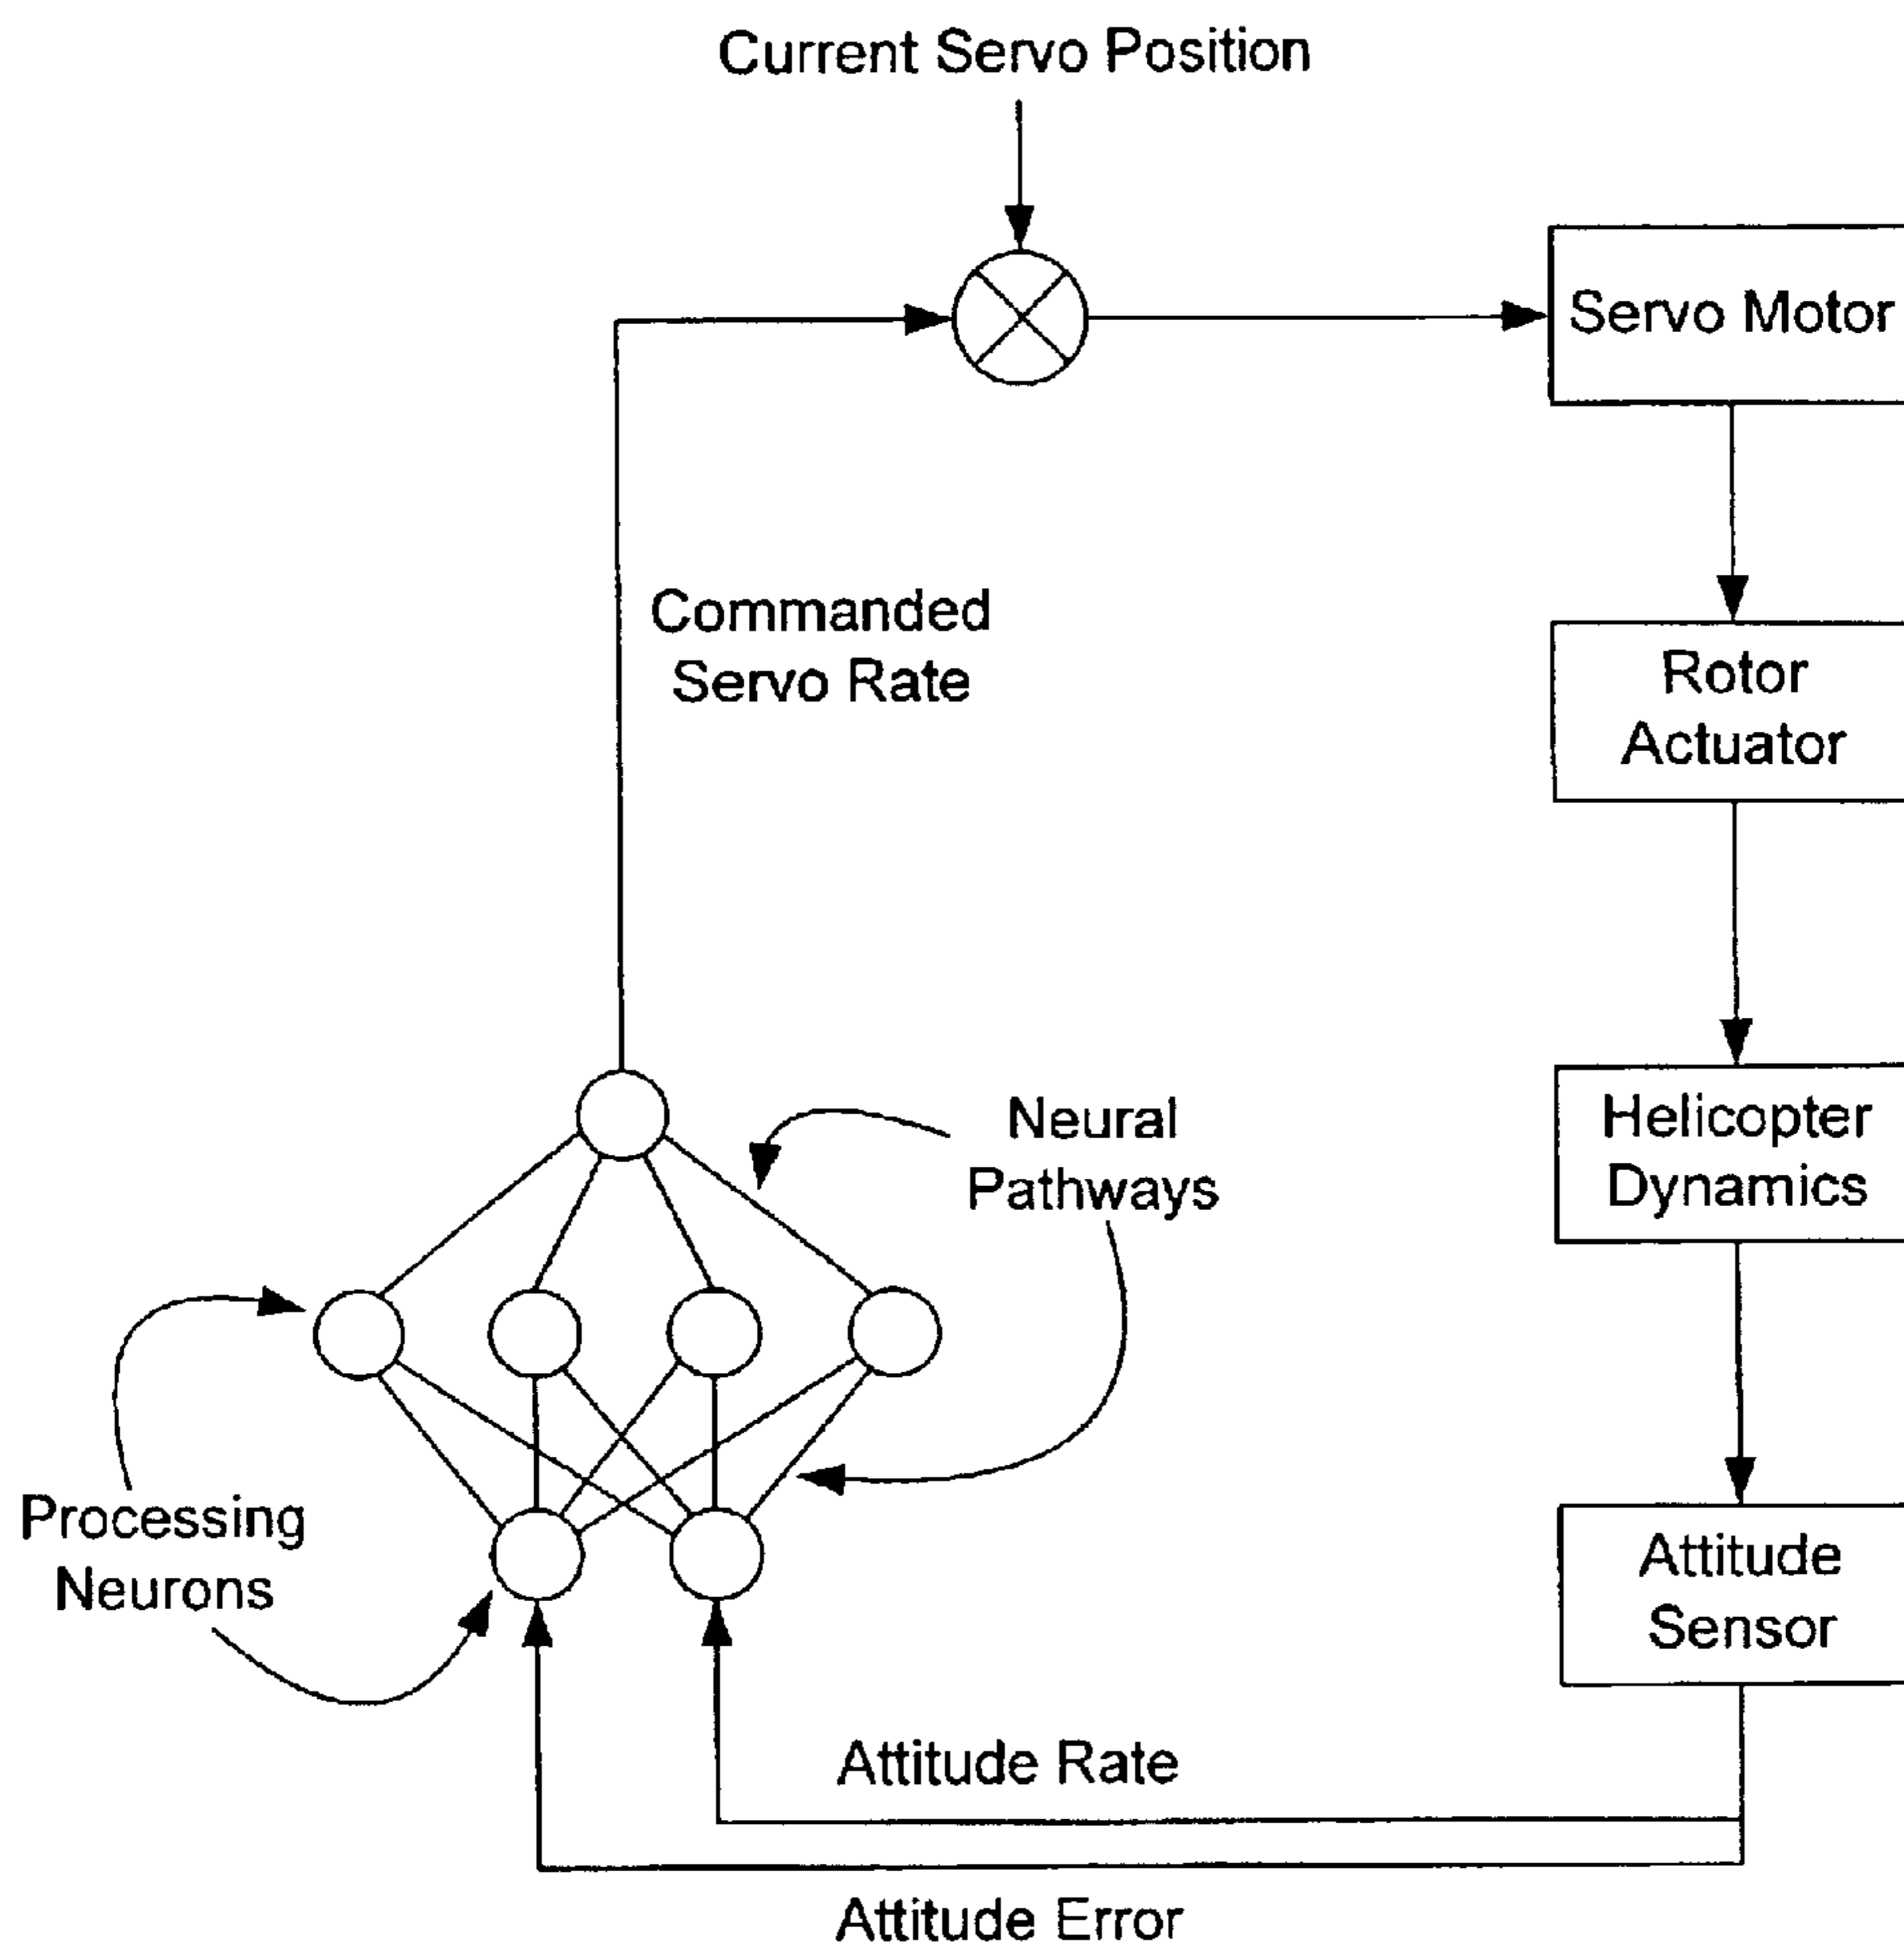 Current Servo Position
Servo Motor
Commanded
Servo Rate
Rotor
Actuator
Neural
Pathways
Helicopter
Dynamics
Processing
Neurons
Attitude
Sensor
Attitude Rate
Attitude Error